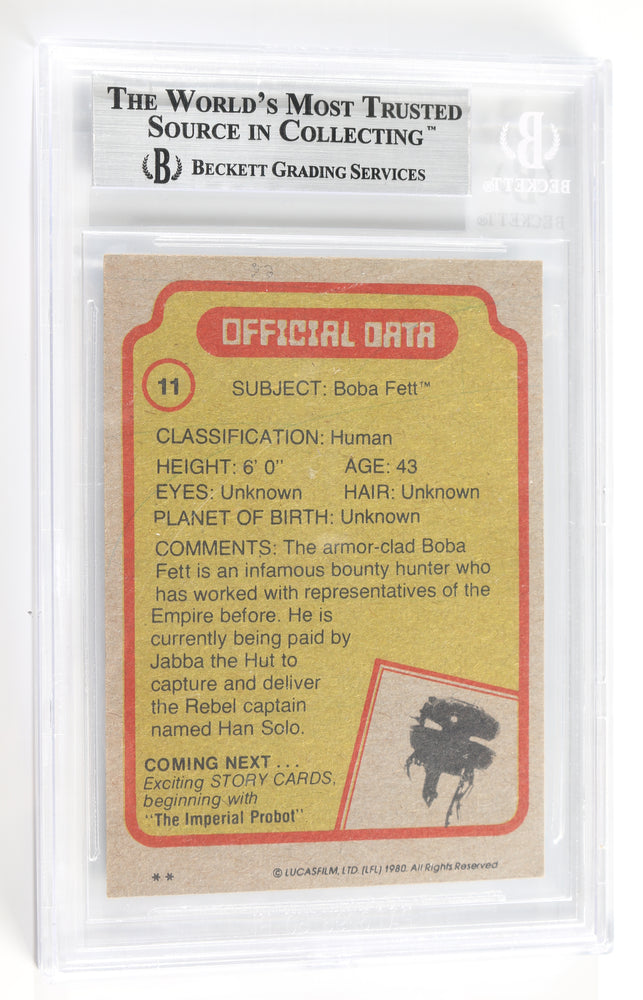 THE WORLD'S MOST TRUSTED
SOURCE IN COLLECTING™
B BECKETT GRADING SERVICES
B
BECKETT®
BECKETT®
OFFICIAL DATA
11
SUBJECT: Boba Fett™
CLASSIFICATION: Human
HEIGHT: 6' 0" AGE: 43
EYES: Unknown HAIR: Unknown
PLANET OF BIRTH: Unknown
COMMENTS: The armor-clad Boba
Fett is an infamous bounty hunter who
has worked with representatives of the
Empire before. He is
currently being paid by
Jabba the Hut to
capture and deliver
the Rebel captain
named Han Solo.
COMING NEXT . . .
Exciting STORY CARDS,
beginning with
"The Imperial Probot"
** © LUCASFILM, LTD. (LFL) 1980. All Rights Reserved